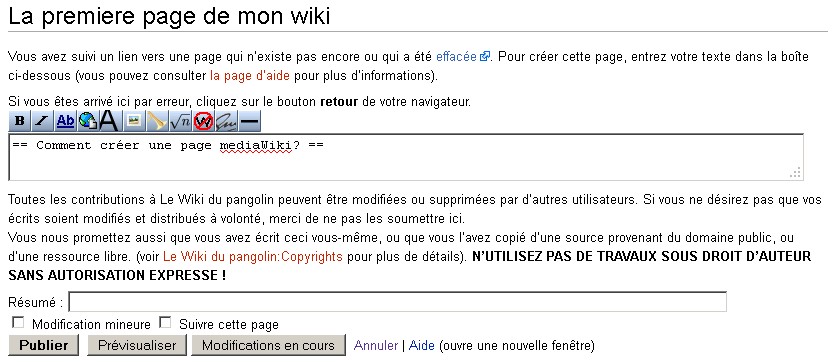 La premiere page de mon wiki
Vous avez suivi un lien vers une page qui n'existe pas encore ou qui a été effacée. Pour créer cette page, entrez votre texte dans la boîte
ci-dessous (vous pouvez consulter la page d'aide pour plus d'informations).
Si vous êtes arrivé ici par erreur, cliquez sur le bouton retour de votre navigateur.
B I Ab A √n W
== Comment créer une page mediaWiki? ==
Toutes les contributions à Le Wiki du pangolin peuvent être modifiées ou supprimées par d'autres utilisateurs. Si vous ne désirez pas que vos
écrits soient modifiés et distribués à volonté, merci de ne pas les soumettre ici.
Vous nous promettez aussi que vous avez écrit ceci vous-même, ou que vous l'avez copié d'une source provenant du domaine public, ou
d'une ressource libre. (voir Le Wiki du pangolin:Copyrights pour plus de détails). N'UTILISEZ PAS DE TRAVAUX SOUS DROIT D'AUTEUR
SANS AUTORISATION EXPRESSE !
Résumé :
Modification mineure Suivre cette page
Publier Prévisualiser Modifications en cours Annuler | Aide (ouvre une nouvelle fenêtre)